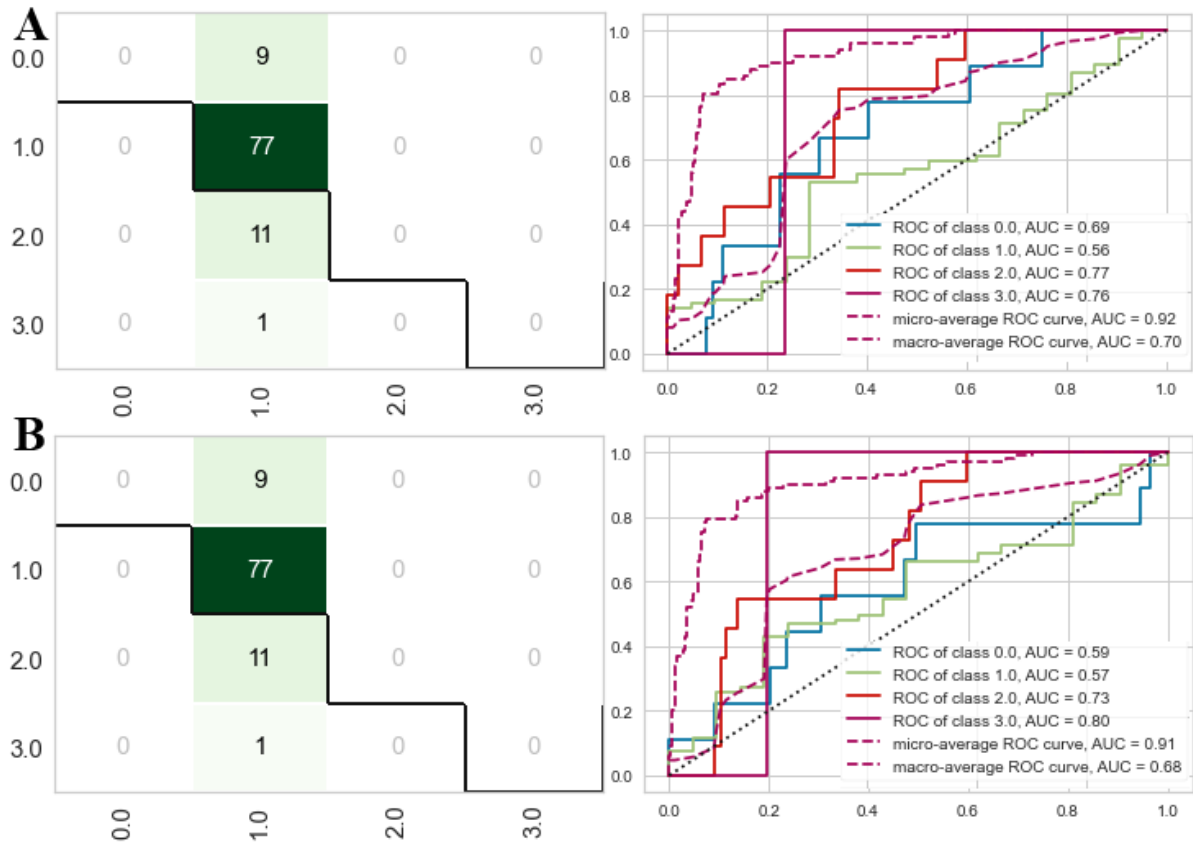 A
0.0 0 9 0 0
1.0 0 77 0 0
2.0 0 11 0 0
3.0 0 1 0 0
0.0 1.0 2.0 3.0
1.0
0.8
0.6
0.4
0.2
0.0
ROC of class 0.0, AUC = 0.69
ROC of class 1.0, AUC = 0.56
ROC of class 2.0, AUC = 0.77
ROC of class 3.0, AUC = 0.76
micro-average ROC curve, AUC = 0.92
macro-average ROC curve, AUC = 0.70
0.0 0.2 0.4 0.6 0.8 1.0
B
0.0 0 9 0 0
1.0 0 77 0 0
2.0 0 11 0 0
3.0 0 1 0 0
0.0 1.0 2.0 3.0
1.0
0.8
0.6
0.4
0.2
0.0
ROC of class 0.0, AUC = 0.59
ROC of class 1.0, AUC = 0.57
ROC of class 2.0, AUC = 0.73
ROC of class 3.0, AUC = 0.80
micro-average ROC curve, AUC = 0.91
macro-average ROC curve, AUC = 0.68
0.0 0.2 0.4 0.6 0.8 1.0